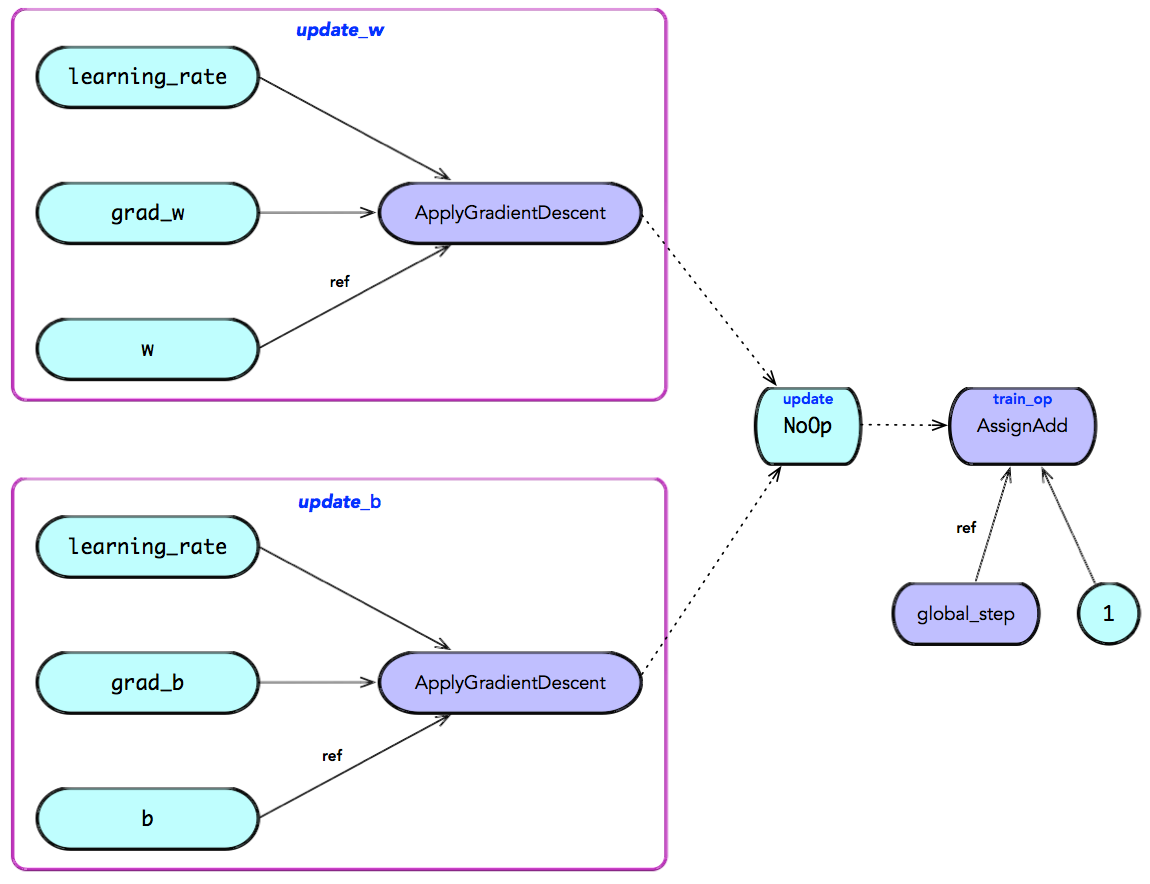 update_w
learning_rate
grad_w
ApplyGradientDescent
ref
w
update
NoOp
train_op
AssignAdd
update_b
learning_rate
grad_b
ApplyGradientDescent
ref
b
ref
global_step
1